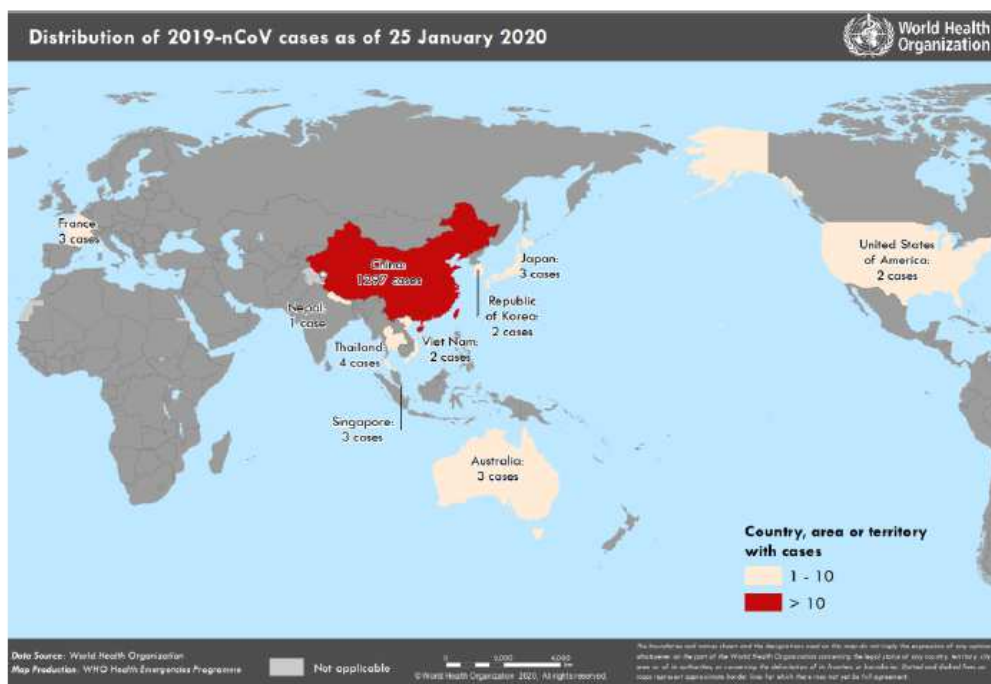 Distribution of 2019-nCoV cases as of 25 January 2020
World Health
Organization
France:
3 cases
China:
1297 cases
Japan:
3 cases
United States
of America:
2 cases
Nepal:
1 case
Republic
of Korea:
2 cases
Thailand:
4 cases
Viet Nam:
2 cases
Singapore:
3 cases
Australia:
3 cases
Country, area or territory
with cases
1 - 10
> 10
Data Source: World Health Organization
Map Production: WHO Health Emergencies Programme
Not applicable
© World Health Organization 2020, All rights reserved.